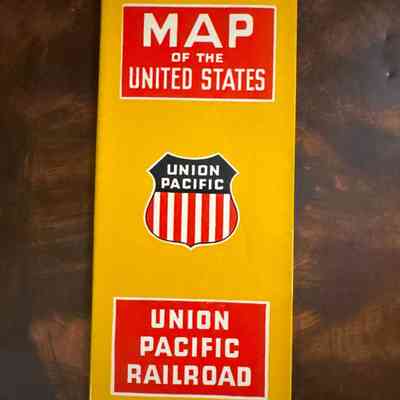 MAP
OF THE
UNITED STATES
UNION
PACIFIC
UNION
PACIFIC
RAILROAD